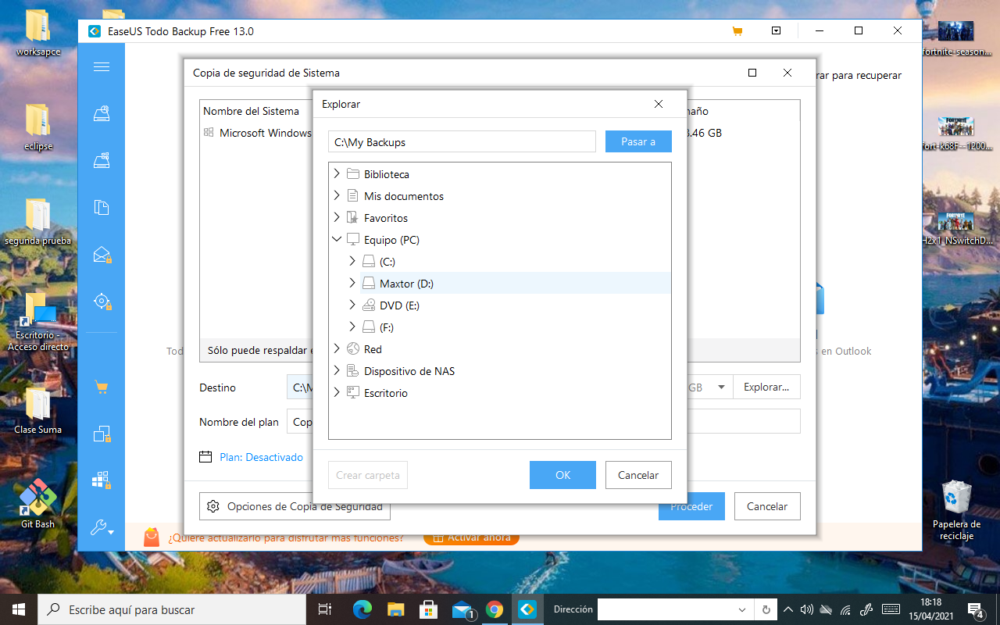 worksapce
eclipse
segunda prueba
Escritorio -
Acceso directo
Clase Suma
Git Bash
EaseUS Todo Backup Free 13.0
rar para recuperar
Copia de seguridad de Sistema
Nombre del Sistema
Microsoft Windows
.46 GB
Sólo puede respaldar
Explorar
C:\My Backups
Pasar a
Biblioteca
Mis documentos
Favoritos
Equipo (PC)
(C:)
Maxtor (D:)
DVD (E:)
(F:)
Red
Dispositivo de NAS
Escritorio
Crear carpeta
OK
Cancelar
Tod
s en Outlook
Destino
C:\M
GB
Explorar...
Nombre del plan
Cop
Plan: Desactivado
Opciones de Copia de Seguridad
Proceder
Cancelar
¿Quiere actualizarlo para disfrutar más funciones?
Activar ahora
fortnite-season...
fort-k68F--1200...
H2x1_NSwitchD...
Papelera de
reciclaje
Escribe aquí para buscar
1
Dirección
18:18
15/04/2021
4